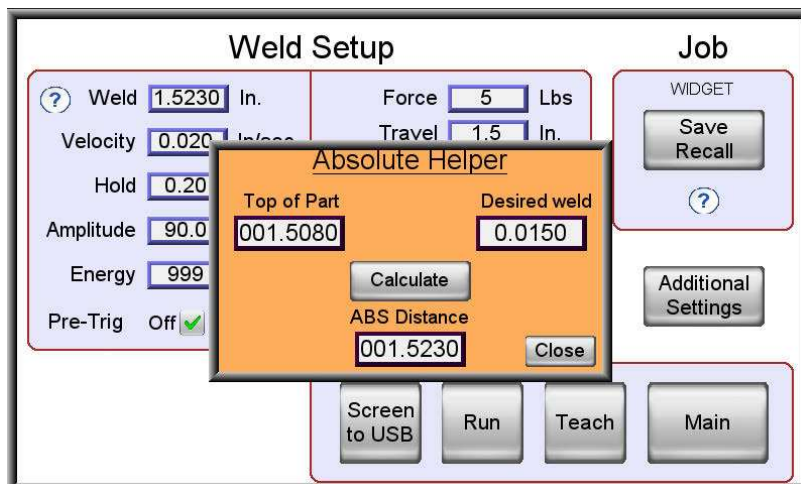 Weld Setup
Job
? Weld 1.5230 In.
Velocity 0.020
Hold 0.20
Amplitude 90.0
Energy 999
Pre-Trig Off
Force 5 Lbs
Travel 1.5 In.
WIDGET
Save
Recall
?
Additional
Settings
Absolute Helper
Top of Part
001.5080
Desired weld
0.0150
Calculate
ABS Distance
001.5230
Close
Screen
to USB
Run
Teach
Main